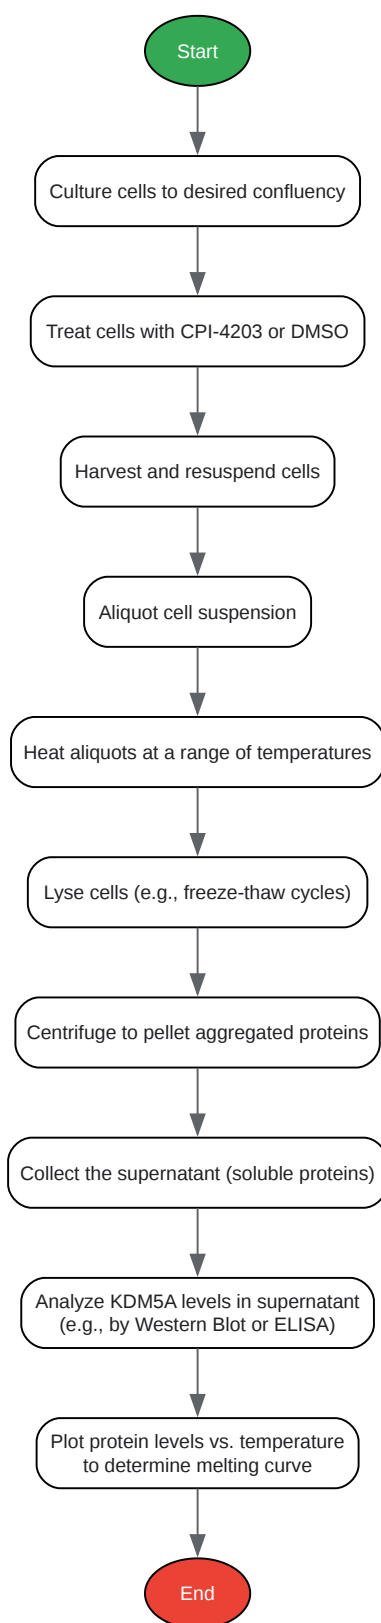 Start
Culture cells to desired confluency
Treat cells with CPI-4203 or DMSO
Harvest and resuspend cells
Aliquot cell suspension
Heat aliquots at a range of temperatures
Lyse cells (e.g., freeze-thaw cycles)
Centrifuge to pellet aggregated proteins
Collect the supernatant (soluble proteins)
Analyze KDM5A levels in supernatant
(e.g., by Western Blot or ELISA)
Plot protein levels vs. temperature
to determine melting curve
End